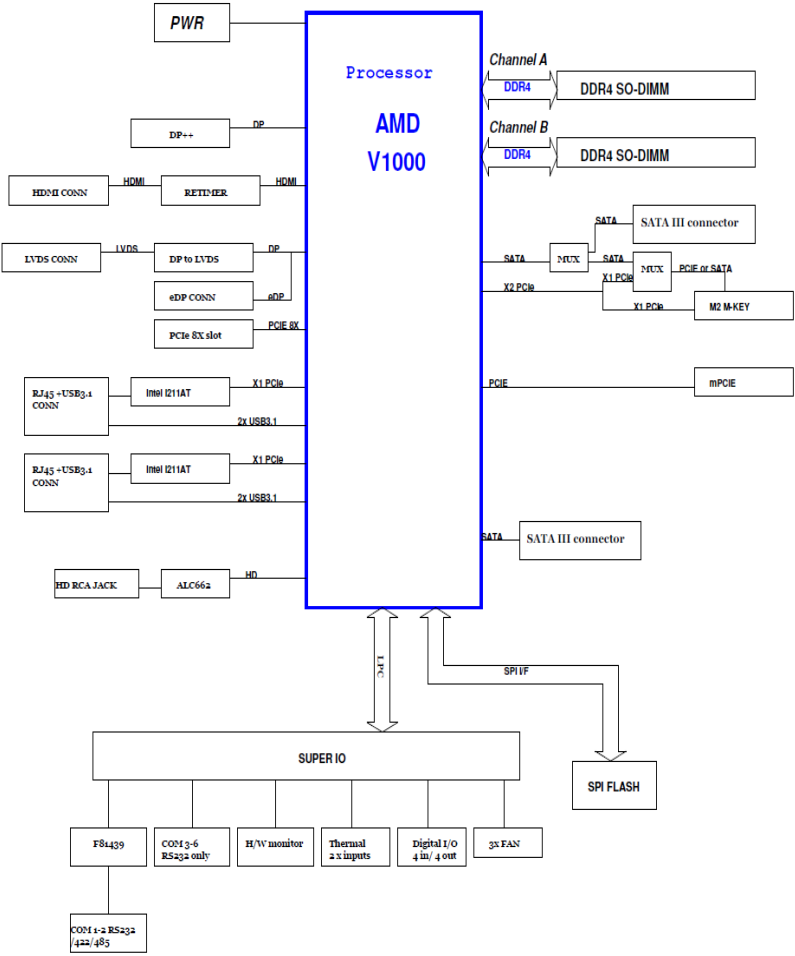 PWR
Processor
AMD
V1000
Channel A
DDR4
DDR4 SO-DIMM
Channel B
DDR4
DDR4 SO-DIMM
DP++
DP
HDMI CONN
HDMI
RETIMER
HDMI
LVDS CONN
LVDS
DP to LVDS
DP
eDP CONN
eDP
PCIe 8X slot
PCIE 8X
RJ45 +USB3.1
CONN
Intel I211AT
X1 PCIe
2x USB3.1
RJ45 +USB3.1
CONN
Intel I211AT
X1 PCIe
2x USB3.1
HD RCA JACK
ALC662
HD
SATA
MUX
SATA
SATA III connector
SATA
X1 PCIe
MUX
PCIE or SATA
X2 PCIe
X1 PCIe
M2 M-KEY
PCIE
mPCIE
SATA
SATA III connector
LPC
SPI I/F
SUPER IO
SPI FLASH
F81439
COM 3-6
RS232 only
H/W monitor
Thermal
2 x inputs
Digital I/O
4 in/ 4 out
3x FAN
COM 1-2 RS232
/422/485